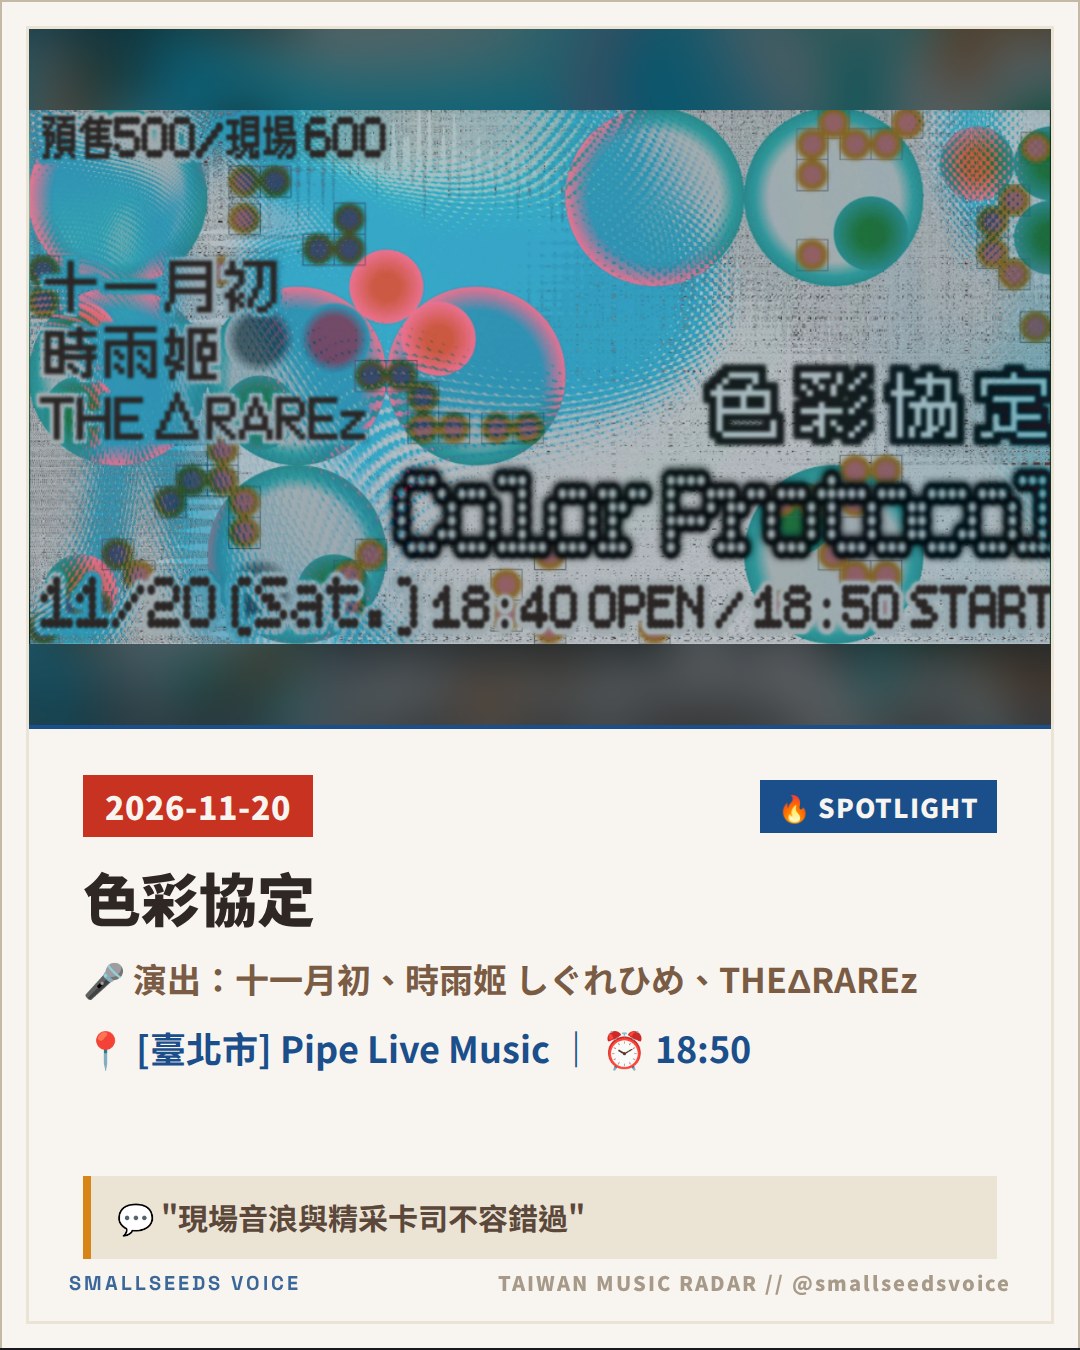 預售500/現場600
十一月初
時雨姬
THE ΔRAREz
色彩協定
Color Protocol
11/20 (Sat.) 18:40 OPEN / 18:50 START
2026-11-20
🔥 SPOTLIGHT
色彩協定
🎤 演出：十一月初、時雨姬 しぐれひめ、THEΔRAREz
📍 [臺北市] Pipe Live Music ｜ ⏰ 18:50
💬 "現場音浪與精采卡司不容錯過"
SMALLSEEDS VOICE
TAIWAN MUSIC RADAR // @smallseedsvoice